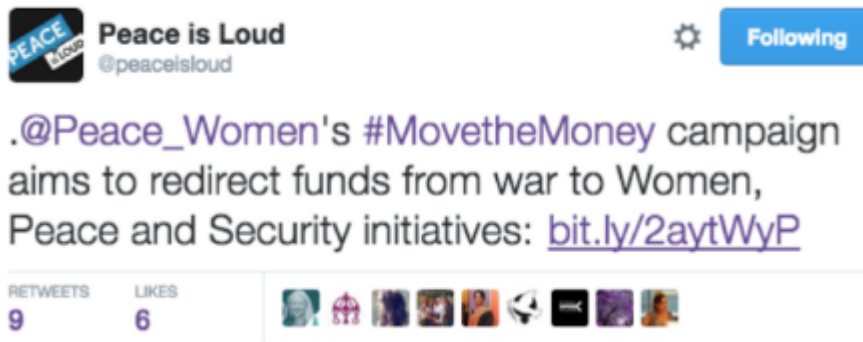 PEACE
is LOUD
Peace is Loud
@peaceisloud
Following
.@Peace_Women's #MovetheMoney campaign
aims to redirect funds from war to Women,
Peace and Security initiatives: bit.ly/2aytWyP
RETWEETS LIKES
9 6